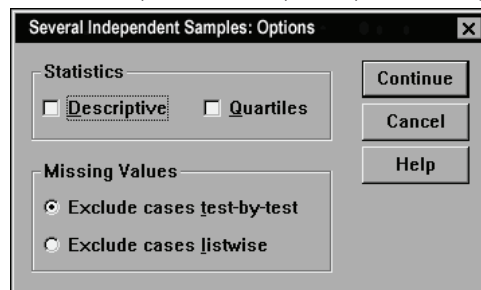 Several Independent Samples: Options
Statistics
Descriptive
Quartiles
Missing Values
Exclude cases test-by-test
Exclude cases listwise
Continue
Cancel
Help